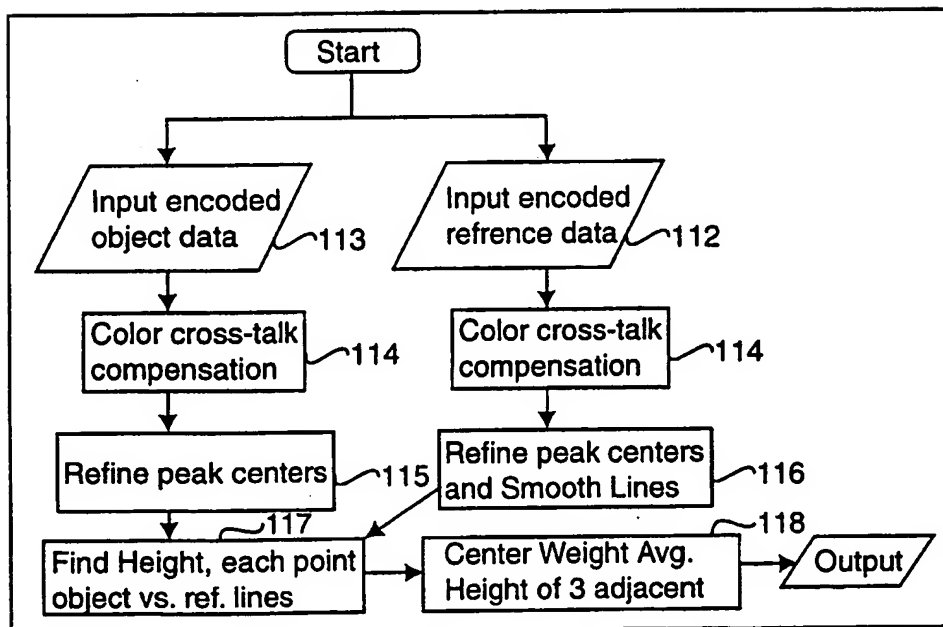 Start
Input encoded
object data
113
Input encoded
refrence data
112
Color cross-talk
compensation
114
Color cross-talk
compensation
114
Refine peak centers
115
Refine peak centers
and Smooth Lines
116
117
Find Height, each point
object vs. ref. lines
118
Center Weight Avg.
Height of 3 adjacent
Output